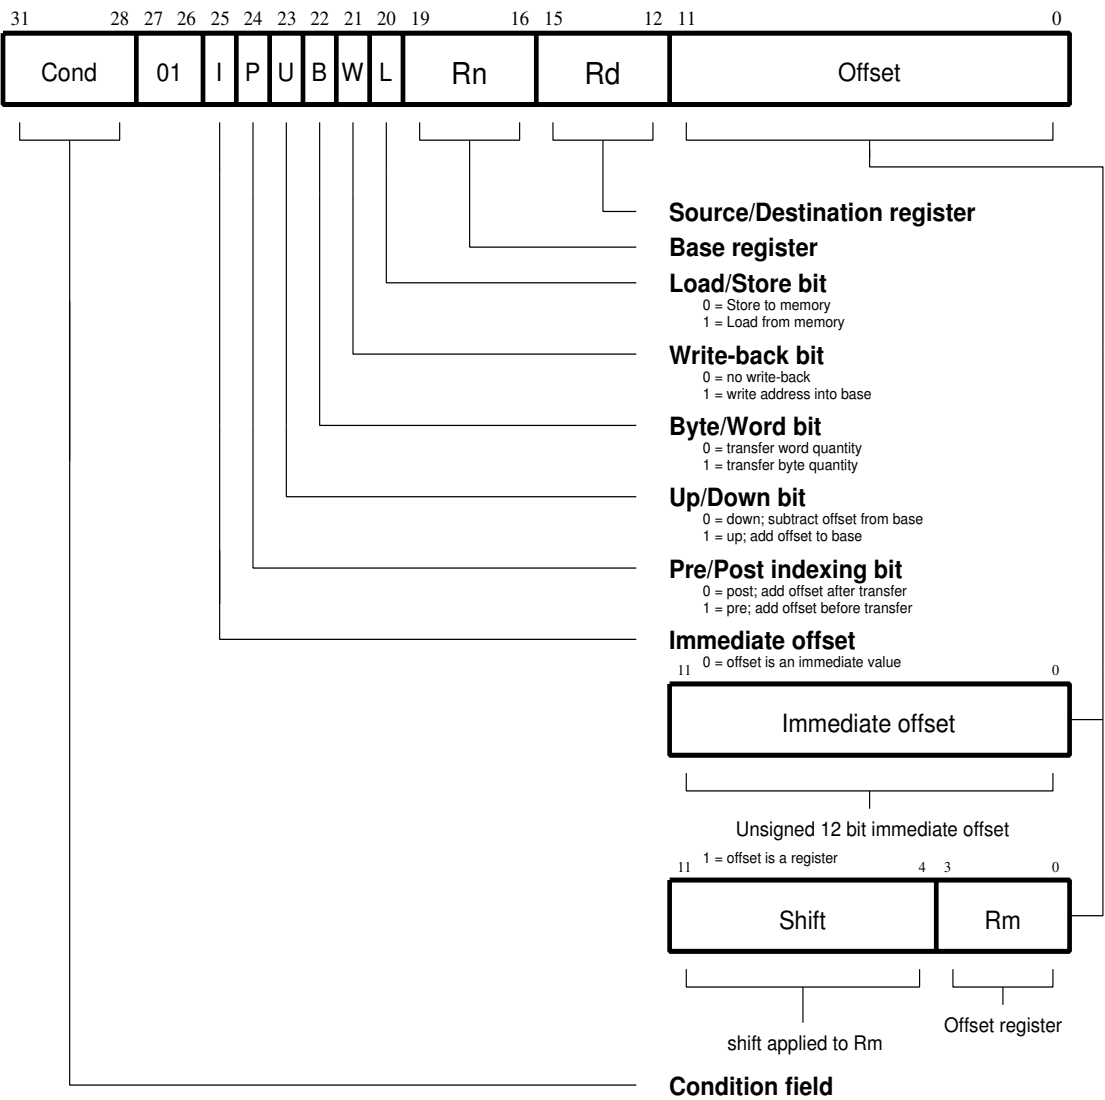 31 28 27 26 25 24 23 22 21 20 19 16 15 12 11 0
Cond 01 I P U B W L Rn Rd Offset
Source/Destination register
Base register
Load/Store bit
0 = Store to memory
1 = Load from memory
Write-back bit
0 = no write-back
1 = write address into base
Byte/Word bit
0 = transfer word quantity
1 = transfer byte quantity
Up/Down bit
0 = down; subtract offset from base
1 = up; add offset to base
Pre/Post indexing bit
0 = post; add offset after transfer
1 = pre; add offset before transfer
Immediate offset
0 = offset is an immediate value
11 0
Immediate offset
Unsigned 12 bit immediate offset
1 = offset is a register
11 4 3 0
Shift Rm
Offset register
shift applied to Rm
Condition field